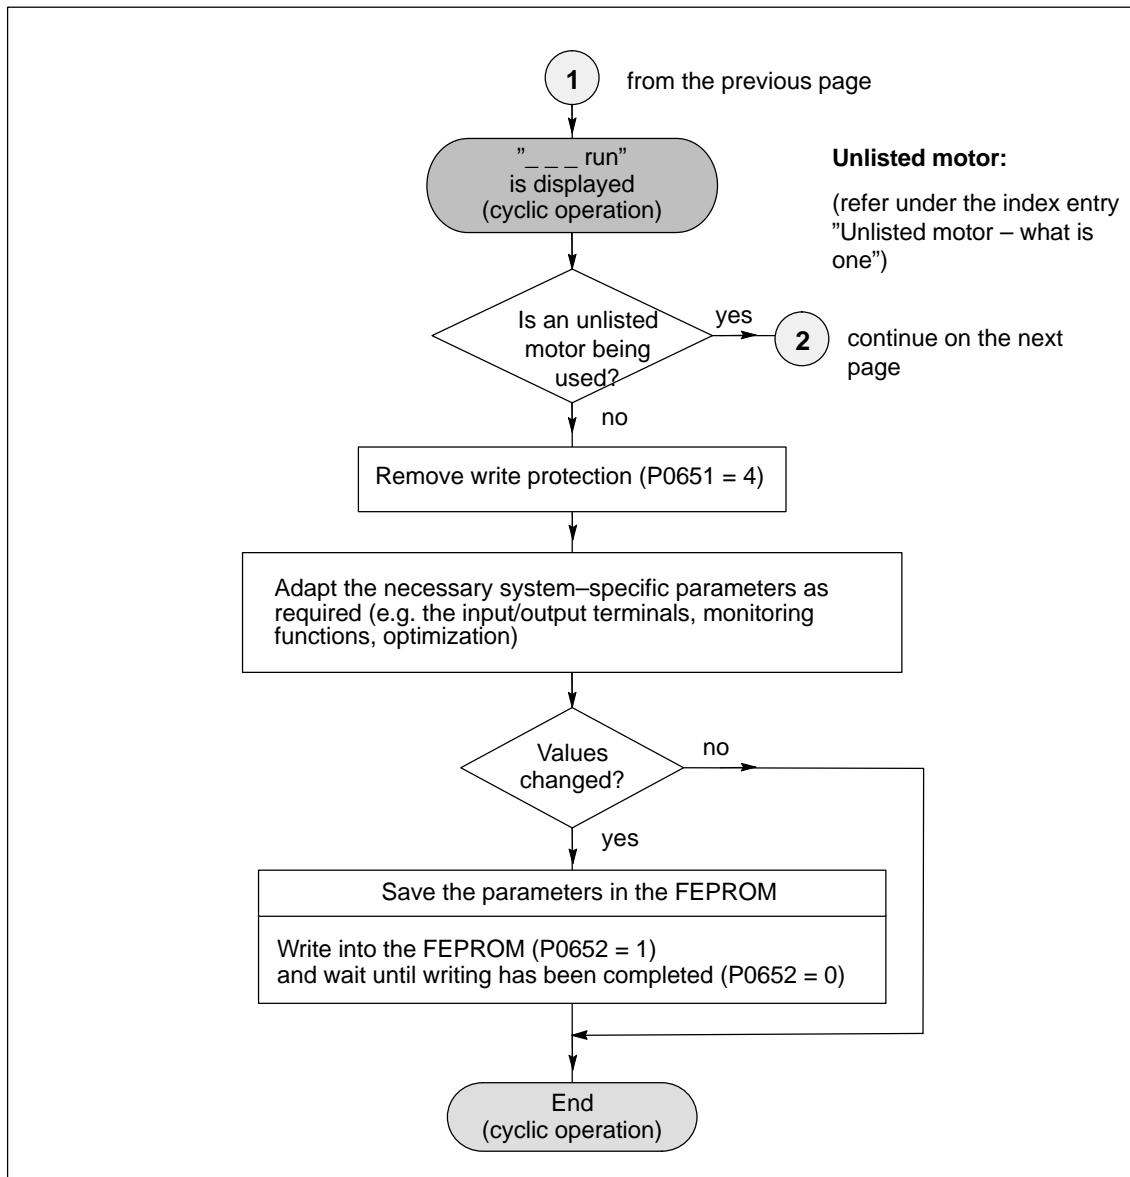 1
from the previous page
”_ _ _ run”
is displayed
(cyclic operation)
Unlisted motor:
(refer under the index entry
”Unlisted motor – what is
one”)
Is an unlisted
motor being
used?
yes
2
continue on the next
page
no
Remove write protection (P0651 = 4)
Adapt the necessary system–specific parameters as
required (e.g. the input/output terminals, monitoring
functions, optimization)
Values
changed?
no
yes
Save the parameters in the FEPROM
Write into the FEPROM (P0652 = 1)
and wait until writing has been completed (P0652 = 0)
End
(cyclic operation)